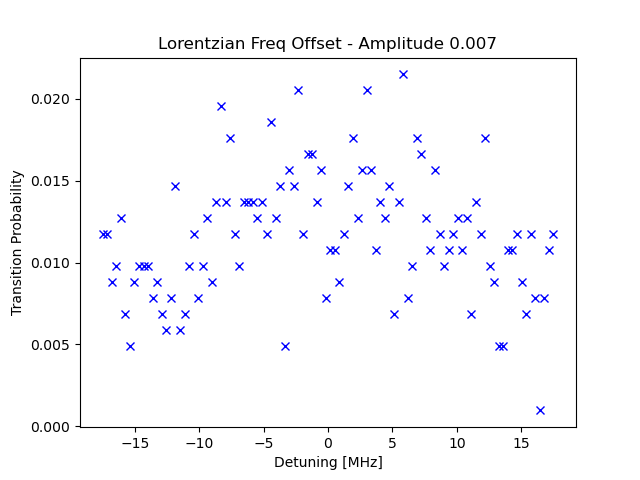 Lorentzian Freq Offset - Amplitude 0.007
Transition Probability
0.020
0.015
0.010
0.005
0.000
−15 −10 −5 0 5 10 15
Detuning [MHz]